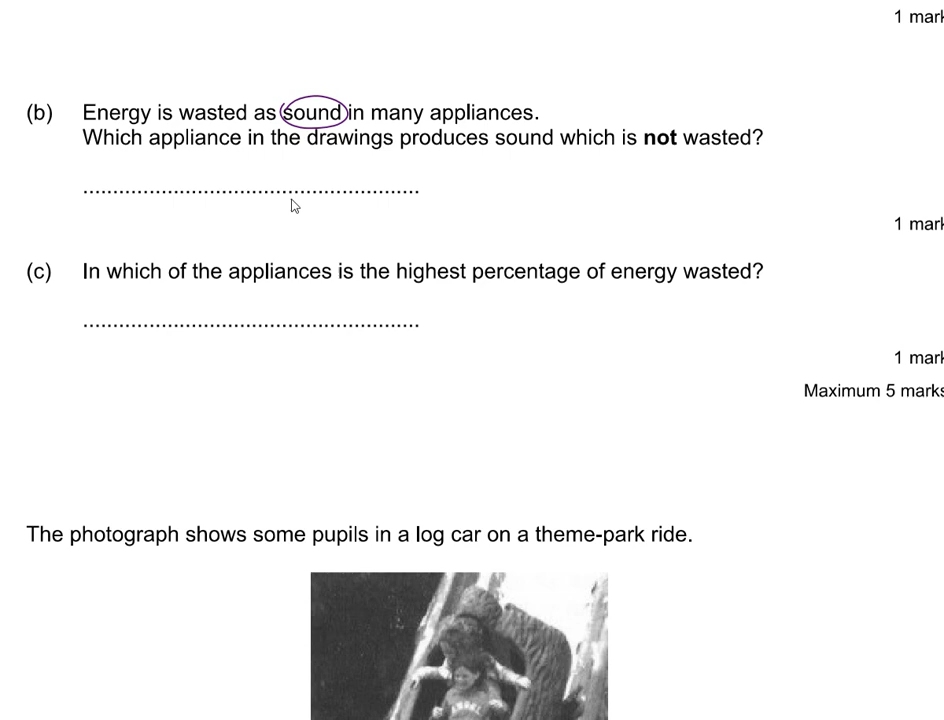 1 mark
(b) Energy is wasted as sound in many appliances.
Which appliance in the drawings produces sound which is not wasted?
........................................................
1 mark
(c) In which of the appliances is the highest percentage of energy wasted?
........................................................
1 mark
Maximum 5 marks
The photograph shows some pupils in a log car on a theme-park ride.